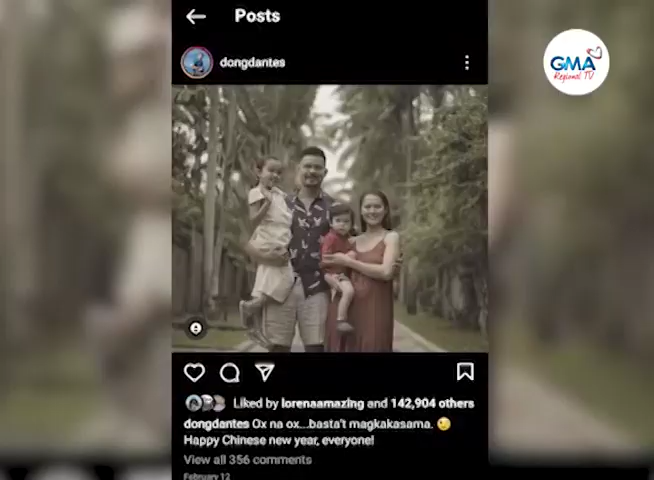 Posts
dongdantes
GMA
Regional TV
Liked by lorenaamazing and 142,904 others
dongdantes Ox na ox...basta't magkakasama. 😉
Happy Chinese new year, everyone!
View all 356 comments
February 12